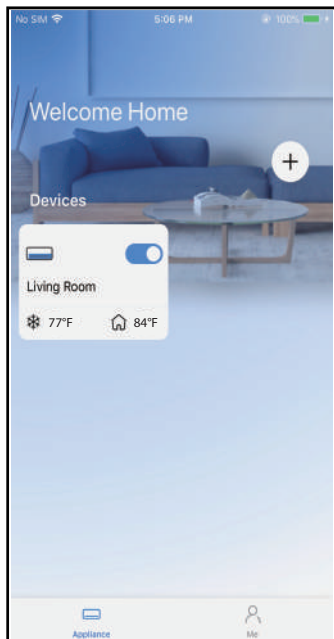 No SIM 5:06 PM 100%
Welcome Home
+
Devices
Living Room
77°F 84°F
Appliance Me